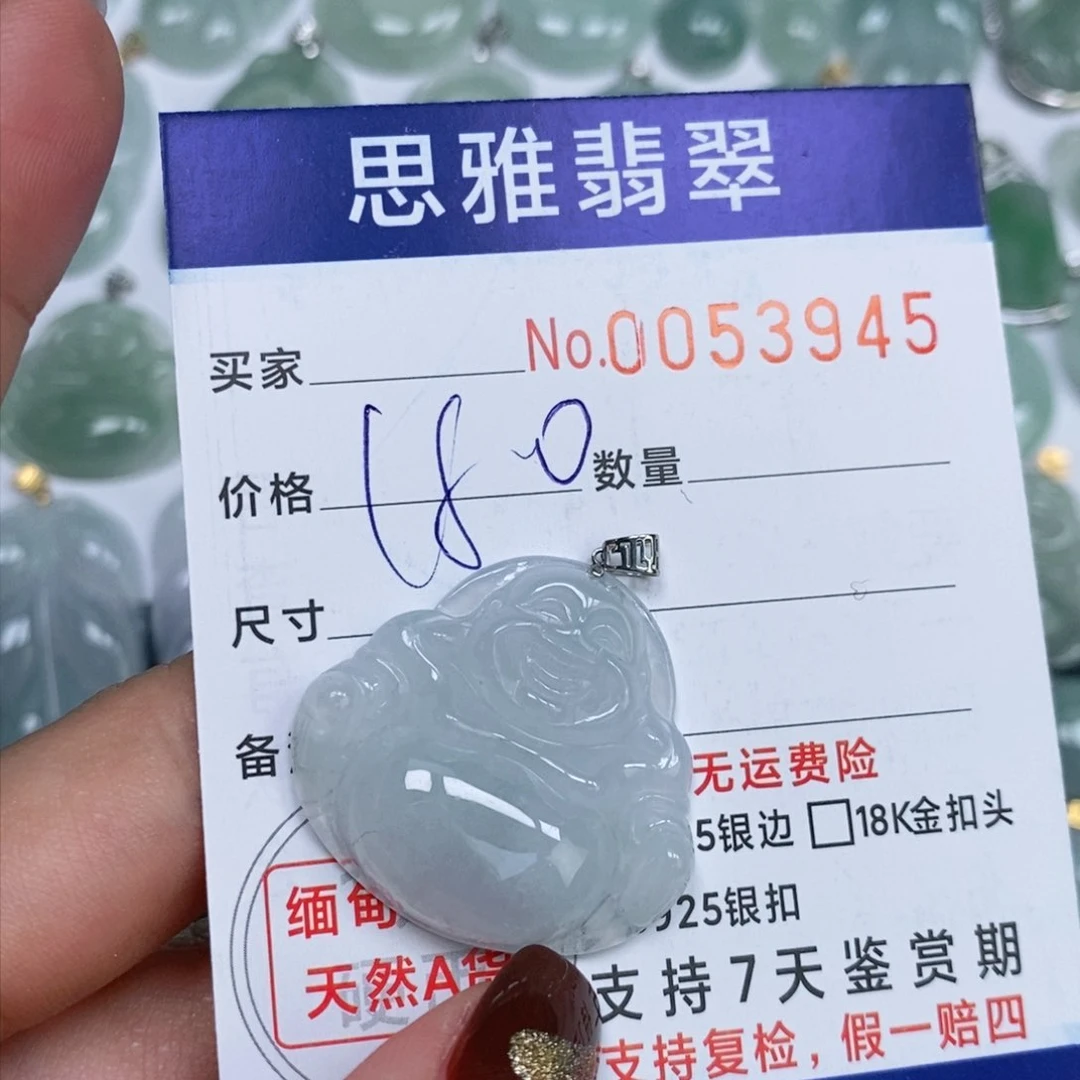 思雅翡翠
买家 No.0053945
价格 180 数量
尺寸
备
无运费险
5银边 □18K金扣头
925银扣
缅甸
天然A货
支持7天鉴赏期
支持复检，假一赔四